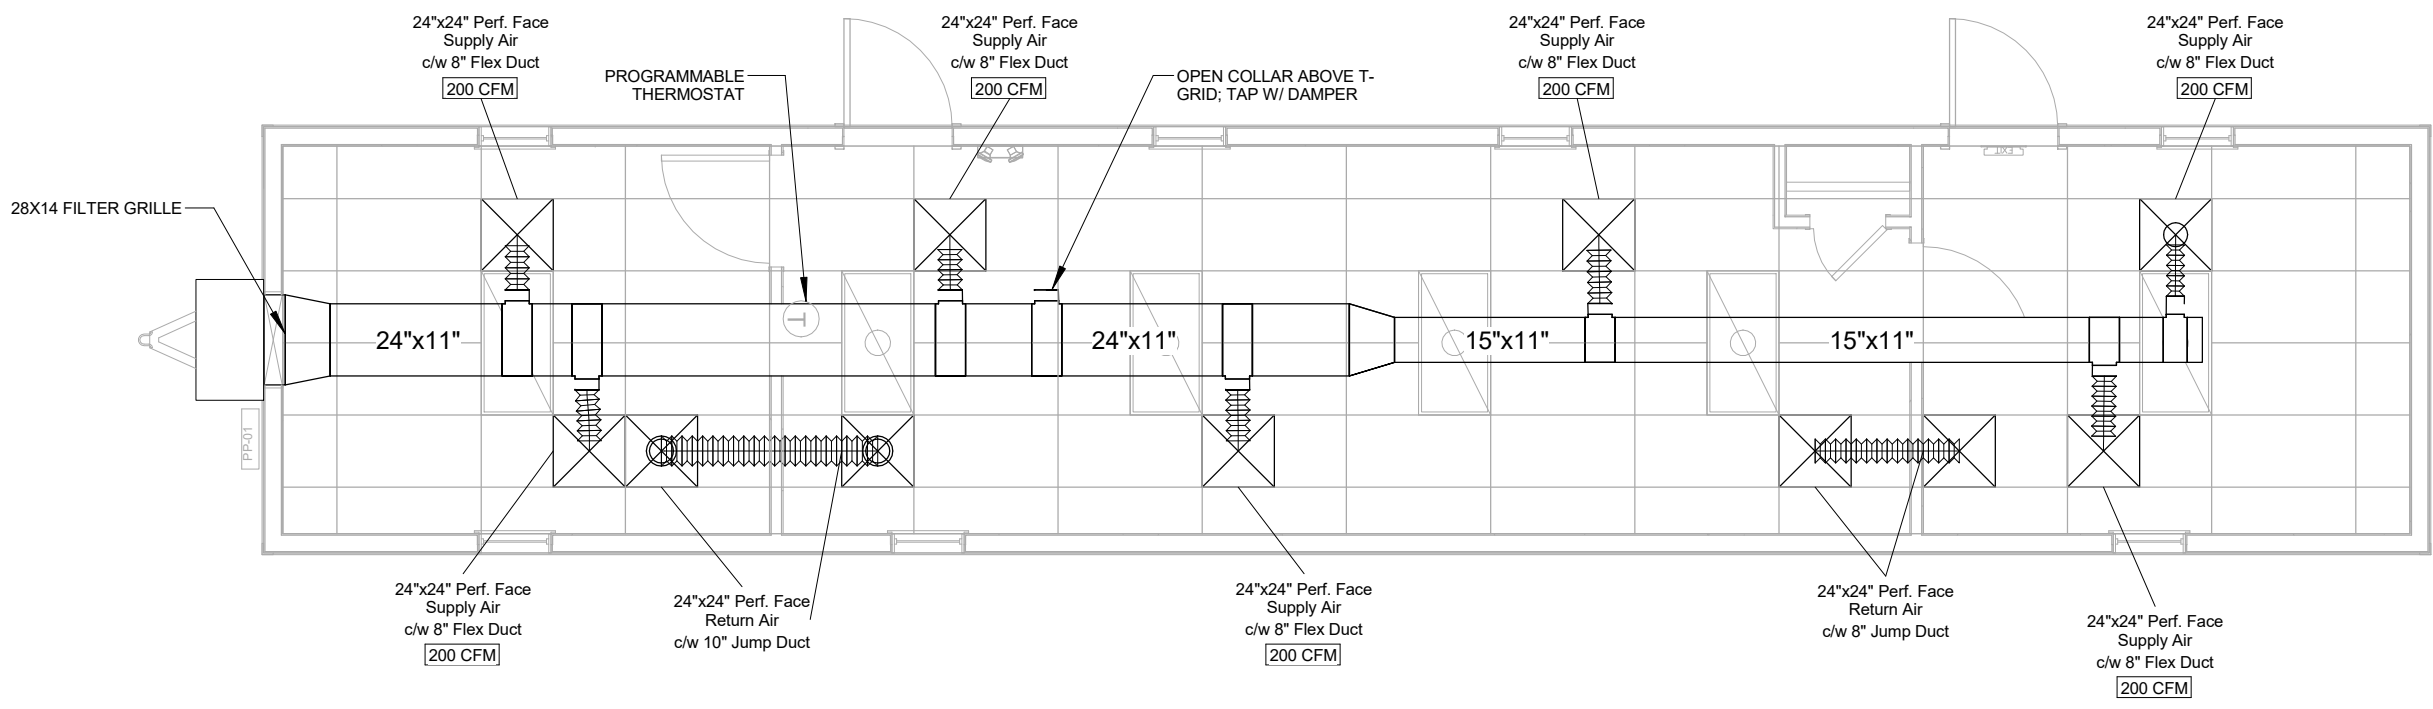 24"x24" Perf. Face
Supply Air
c/w 8" Flex Duct
200 CFM
PROGRAMMABLE
THERMOSTAT
24"x24" Perf. Face
Supply Air
c/w 8" Flex Duct
200 CFM
OPEN COLLAR ABOVE T-
GRID; TAP W/ DAMPER
24"x24" Perf. Face
Supply Air
c/w 8" Flex Duct
200 CFM
24"x24" Perf. Face
Supply Air
c/w 8" Flex Duct
200 CFM
EXIT
28X14 FILTER GRILLE
T
24"x11"
24"x11"
15"x11"
15"x11"
PP-01
24"x24" Perf. Face
Supply Air
c/w 8" Flex Duct
200 CFM
24"x24" Perf. Face
Return Air
c/w 10" Jump Duct
24"x24" Perf. Face
Supply Air
c/w 8" Flex Duct
200 CFM
24"x24" Perf. Face
Return Air
c/w 8" Jump Duct
24"x24" Perf. Face
Supply Air
c/w 8" Flex Duct
200 CFM